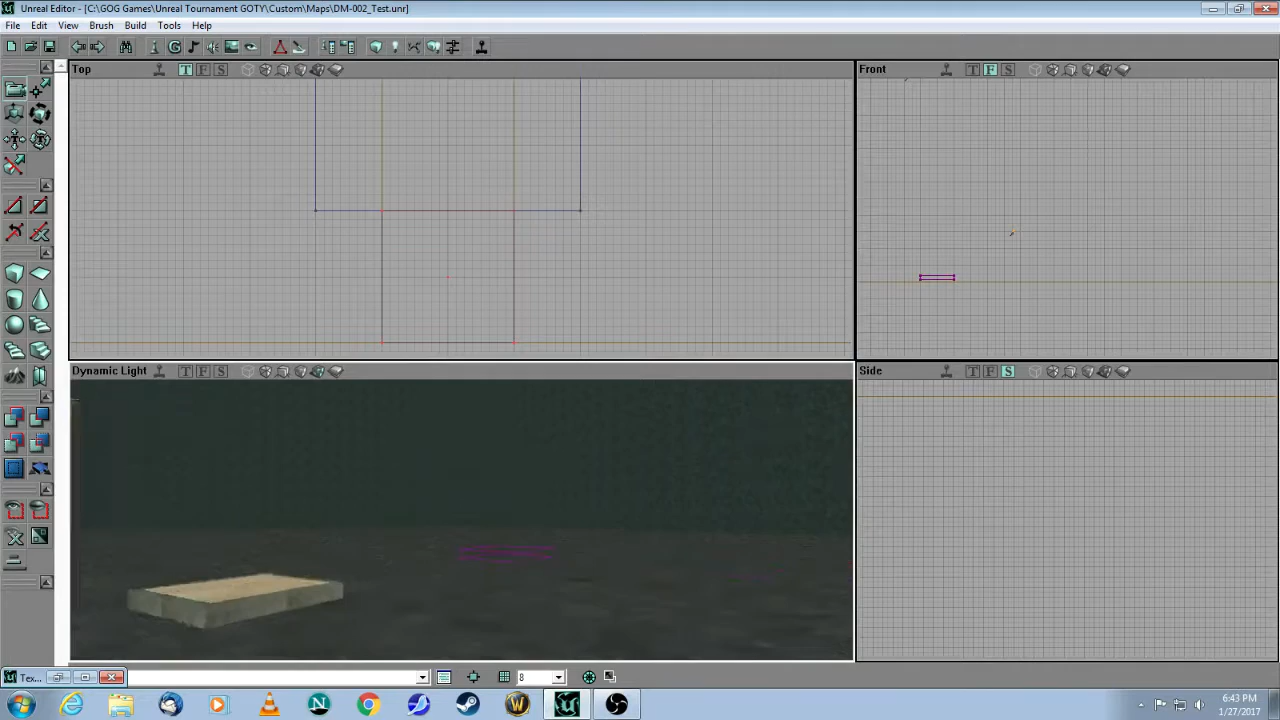 Unreal Editor - [C:\GOG Games\Unreal Tournament GOTY\Custom\Maps\DM-002_Test.unr]
File Edit View Brush Build Tools Help
Top T F S
Front T F S
Dynamic Light T F S
Side T F S
Tex...
8
6:43 PM
1/27/2017